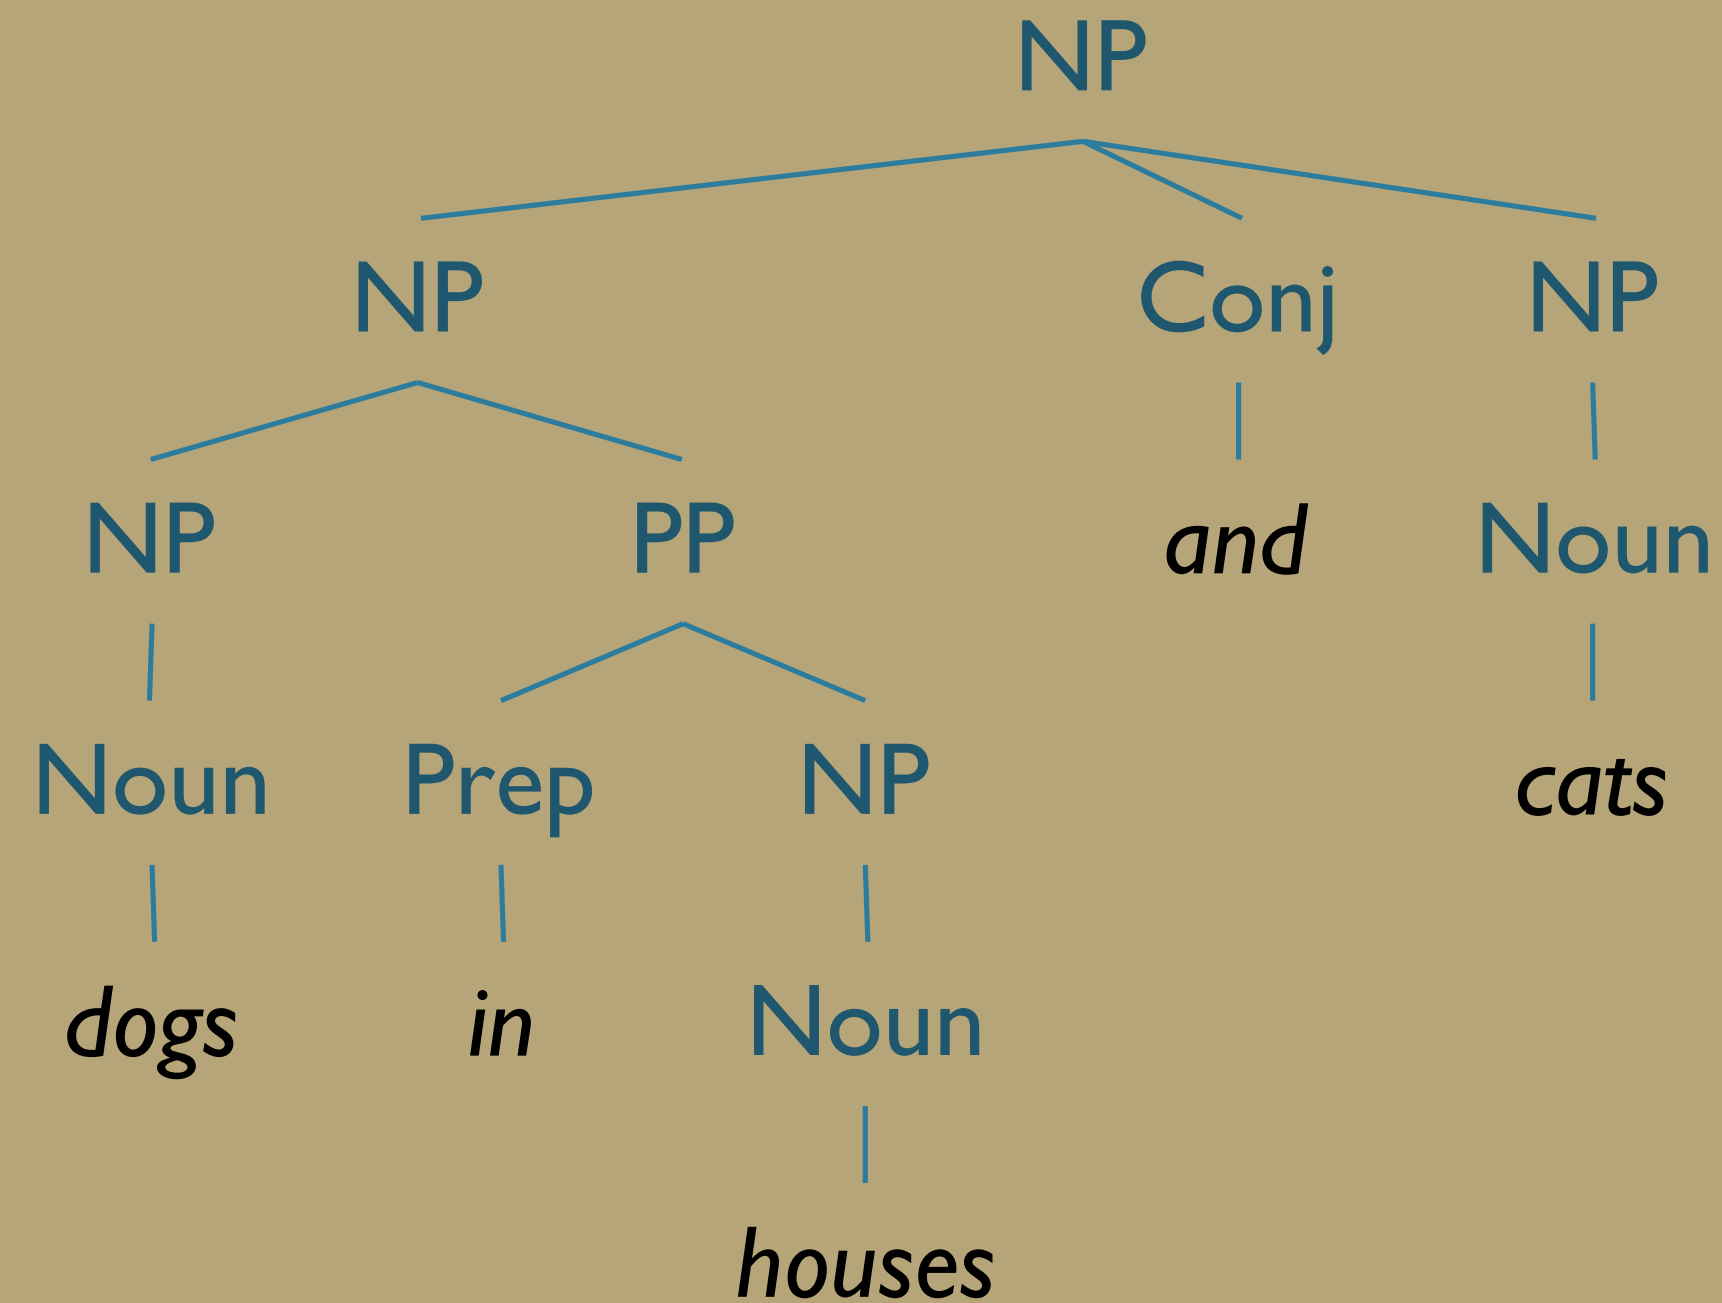 NP
NP Conj NP
NP PP and Noun
Noun Prep NP cats
dogs in Noun
houses